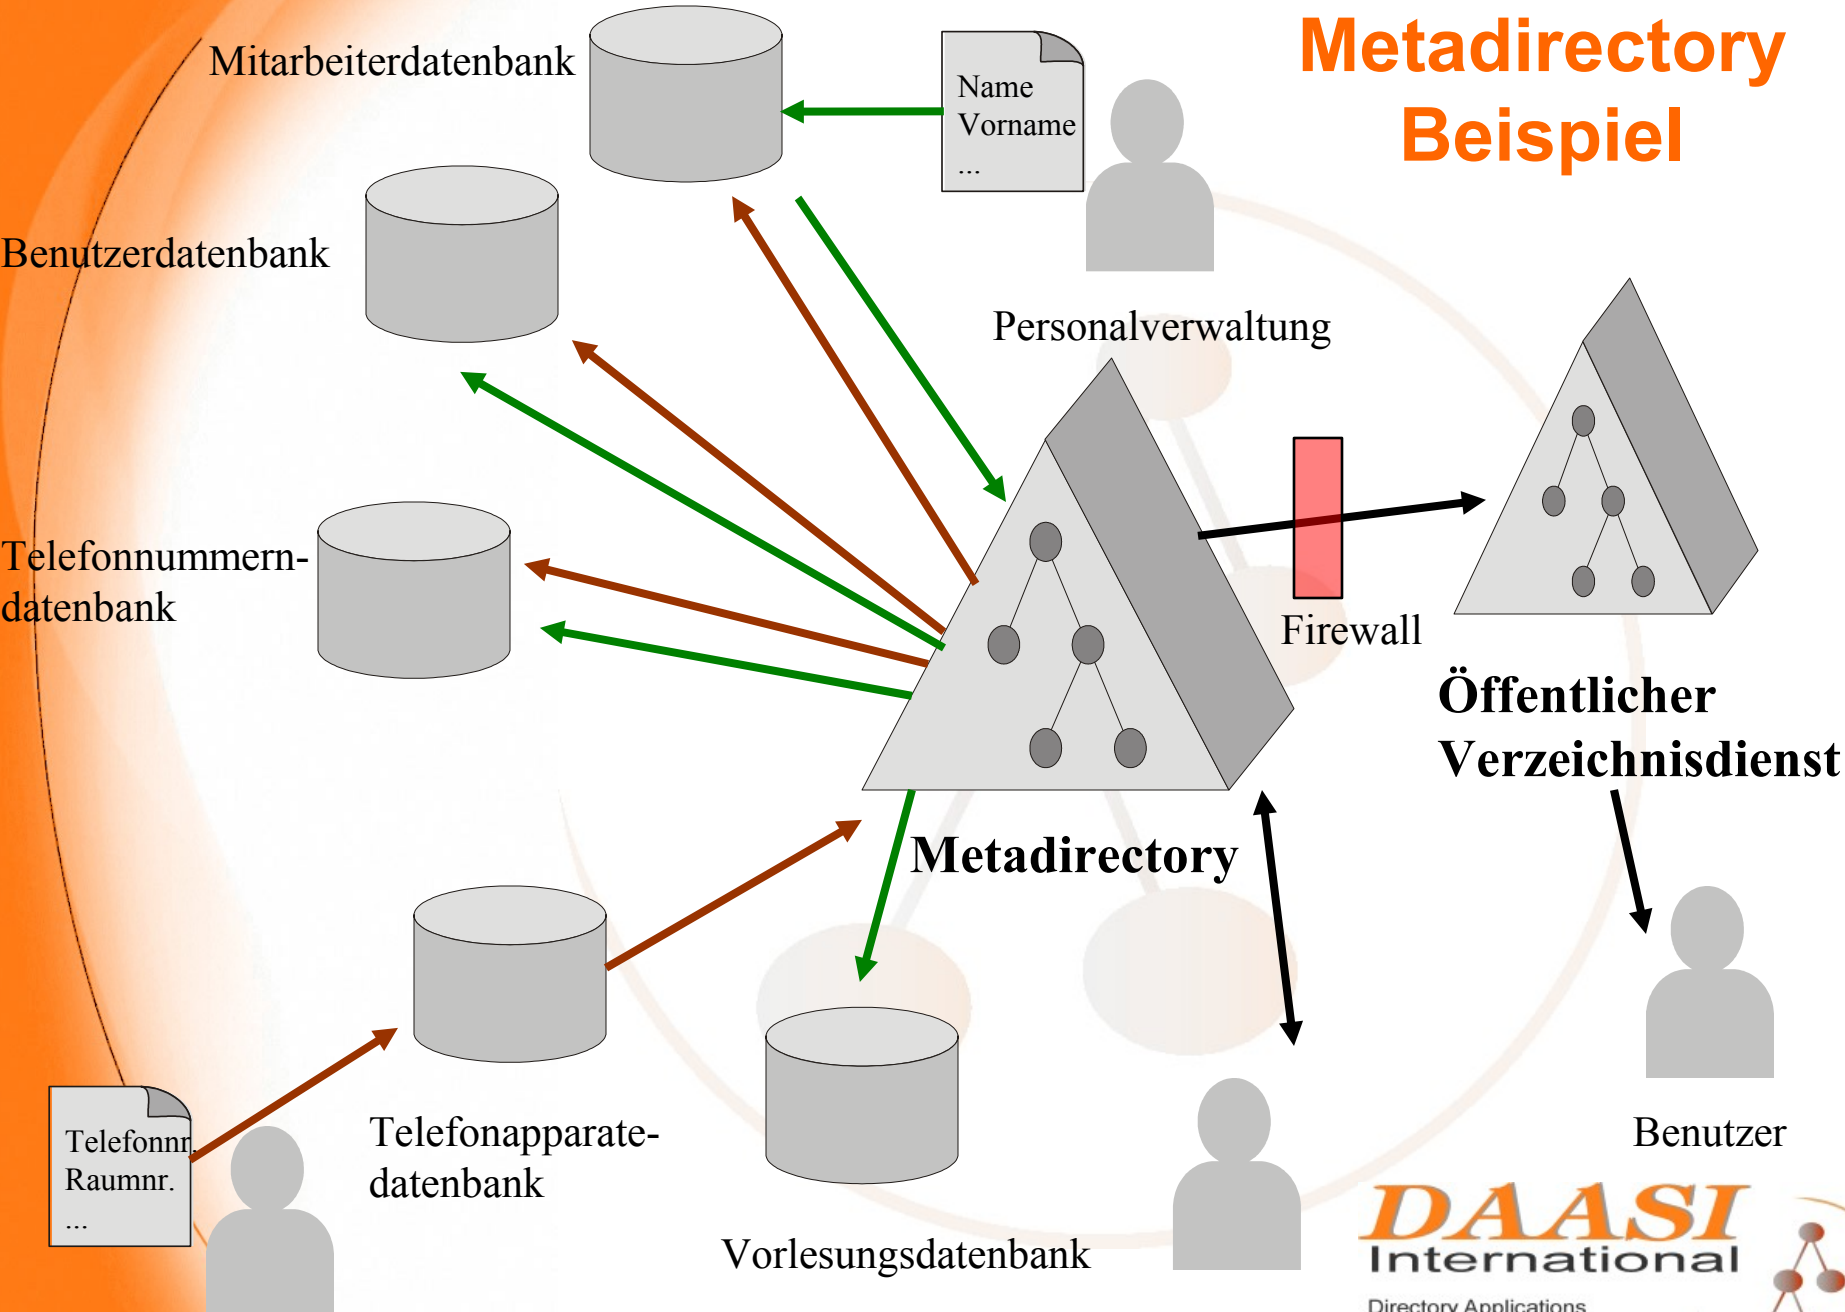 Metadirectory
Beispiel
Mitarbeiterdatenbank
Name
Vorname
...
Benutzerdatenbank
Personalverwaltung
Telefonnummern-
datenbank
Firewall
Öffentlicher
Verzeichnisdienst
Metadirectory
Telefonnr.
Raumnr.
...
Telefonapparate-
datenbank
Benutzer
Vorlesungsdatenbank
DAASI
International
Directory Applications